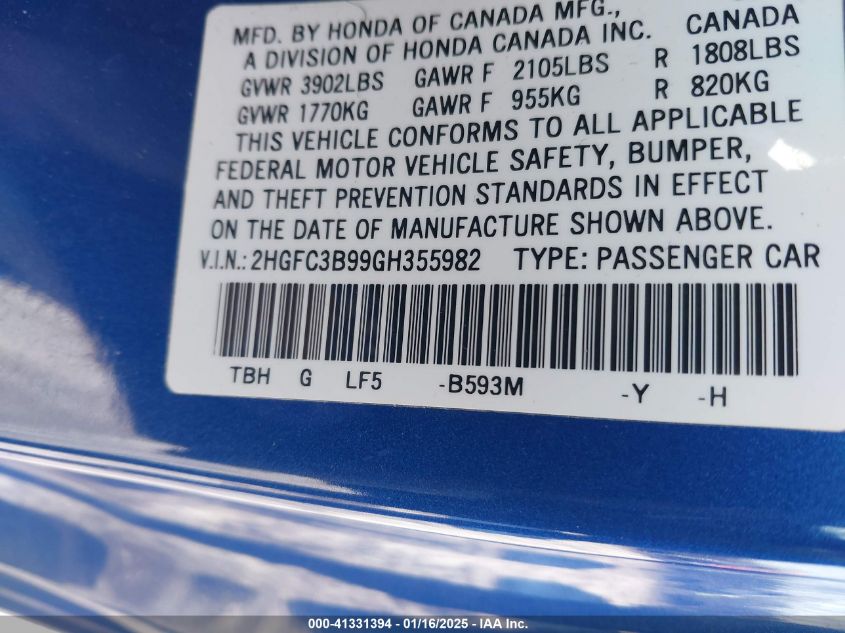 MFD. BY HONDA OF CANADA MFG., CANADA
A DIVISION OF HONDA CANADA INC.
GVWR 3902LBS GAWR F 2105LBS R 1808LBS
GVWR 1770KG GAWR F 955KG R 820KG
THIS VEHICLE CONFORMS TO ALL APPLICABLE
FEDERAL MOTOR VEHICLE SAFETY, BUMPER,
AND THEFT PREVENTION STANDARDS IN EFFECT
ON THE DATE OF MANUFACTURE SHOWN ABOVE.
V.I.N.: 2HGFC3B99GH355982 TYPE: PASSENGER CAR
TBH G LF5 -B593M -Y -H
000-41331394 - 01/16/2025 - IAA Inc.